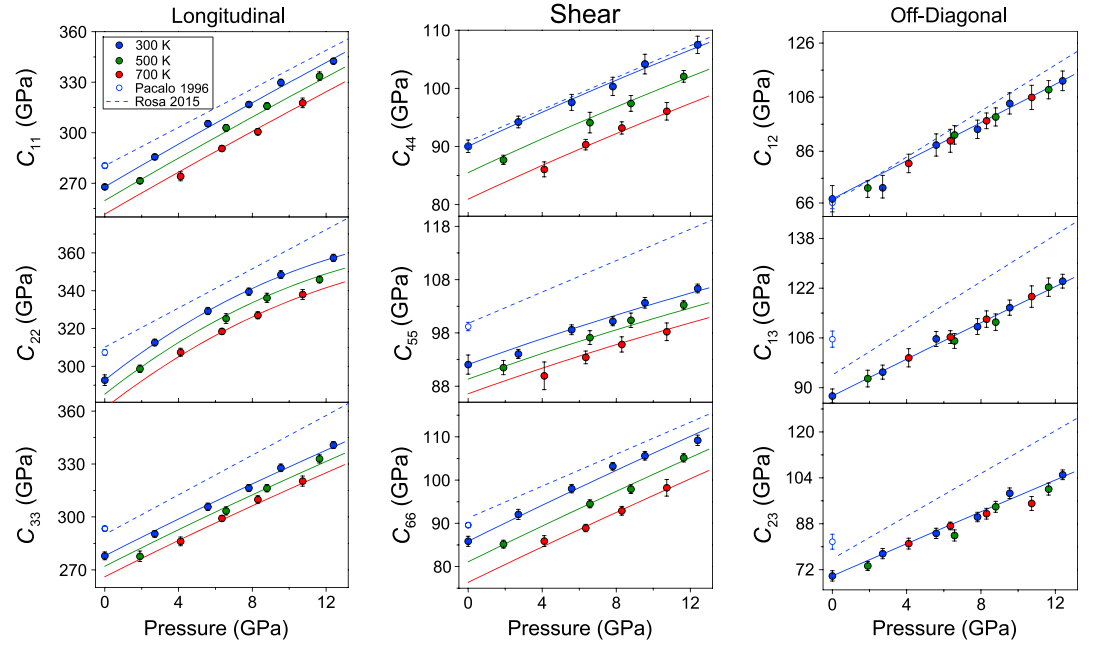 Longitudinal
Shear
Off-Diagonal
360
330
300
270
C11 (GPa)
300 K
500 K
700 K
Pacalo 1996
Rosa 2015
110
100
90
80
C44 (GPa)
126
106
86
66
C12 (GPa)
360
340
320
300
C22 (GPa)
118
108
98
88
C55 (GPa)
138
122
106
90
C13 (GPa)
360
330
300
270
C33 (GPa)
110
100
90
80
C66 (GPa)
120
104
88
72
C23 (GPa)
0 4 8 12
0 4 8 12
0 4 8 12
Pressure (GPa)
Pressure (GPa)
Pressure (GPa)